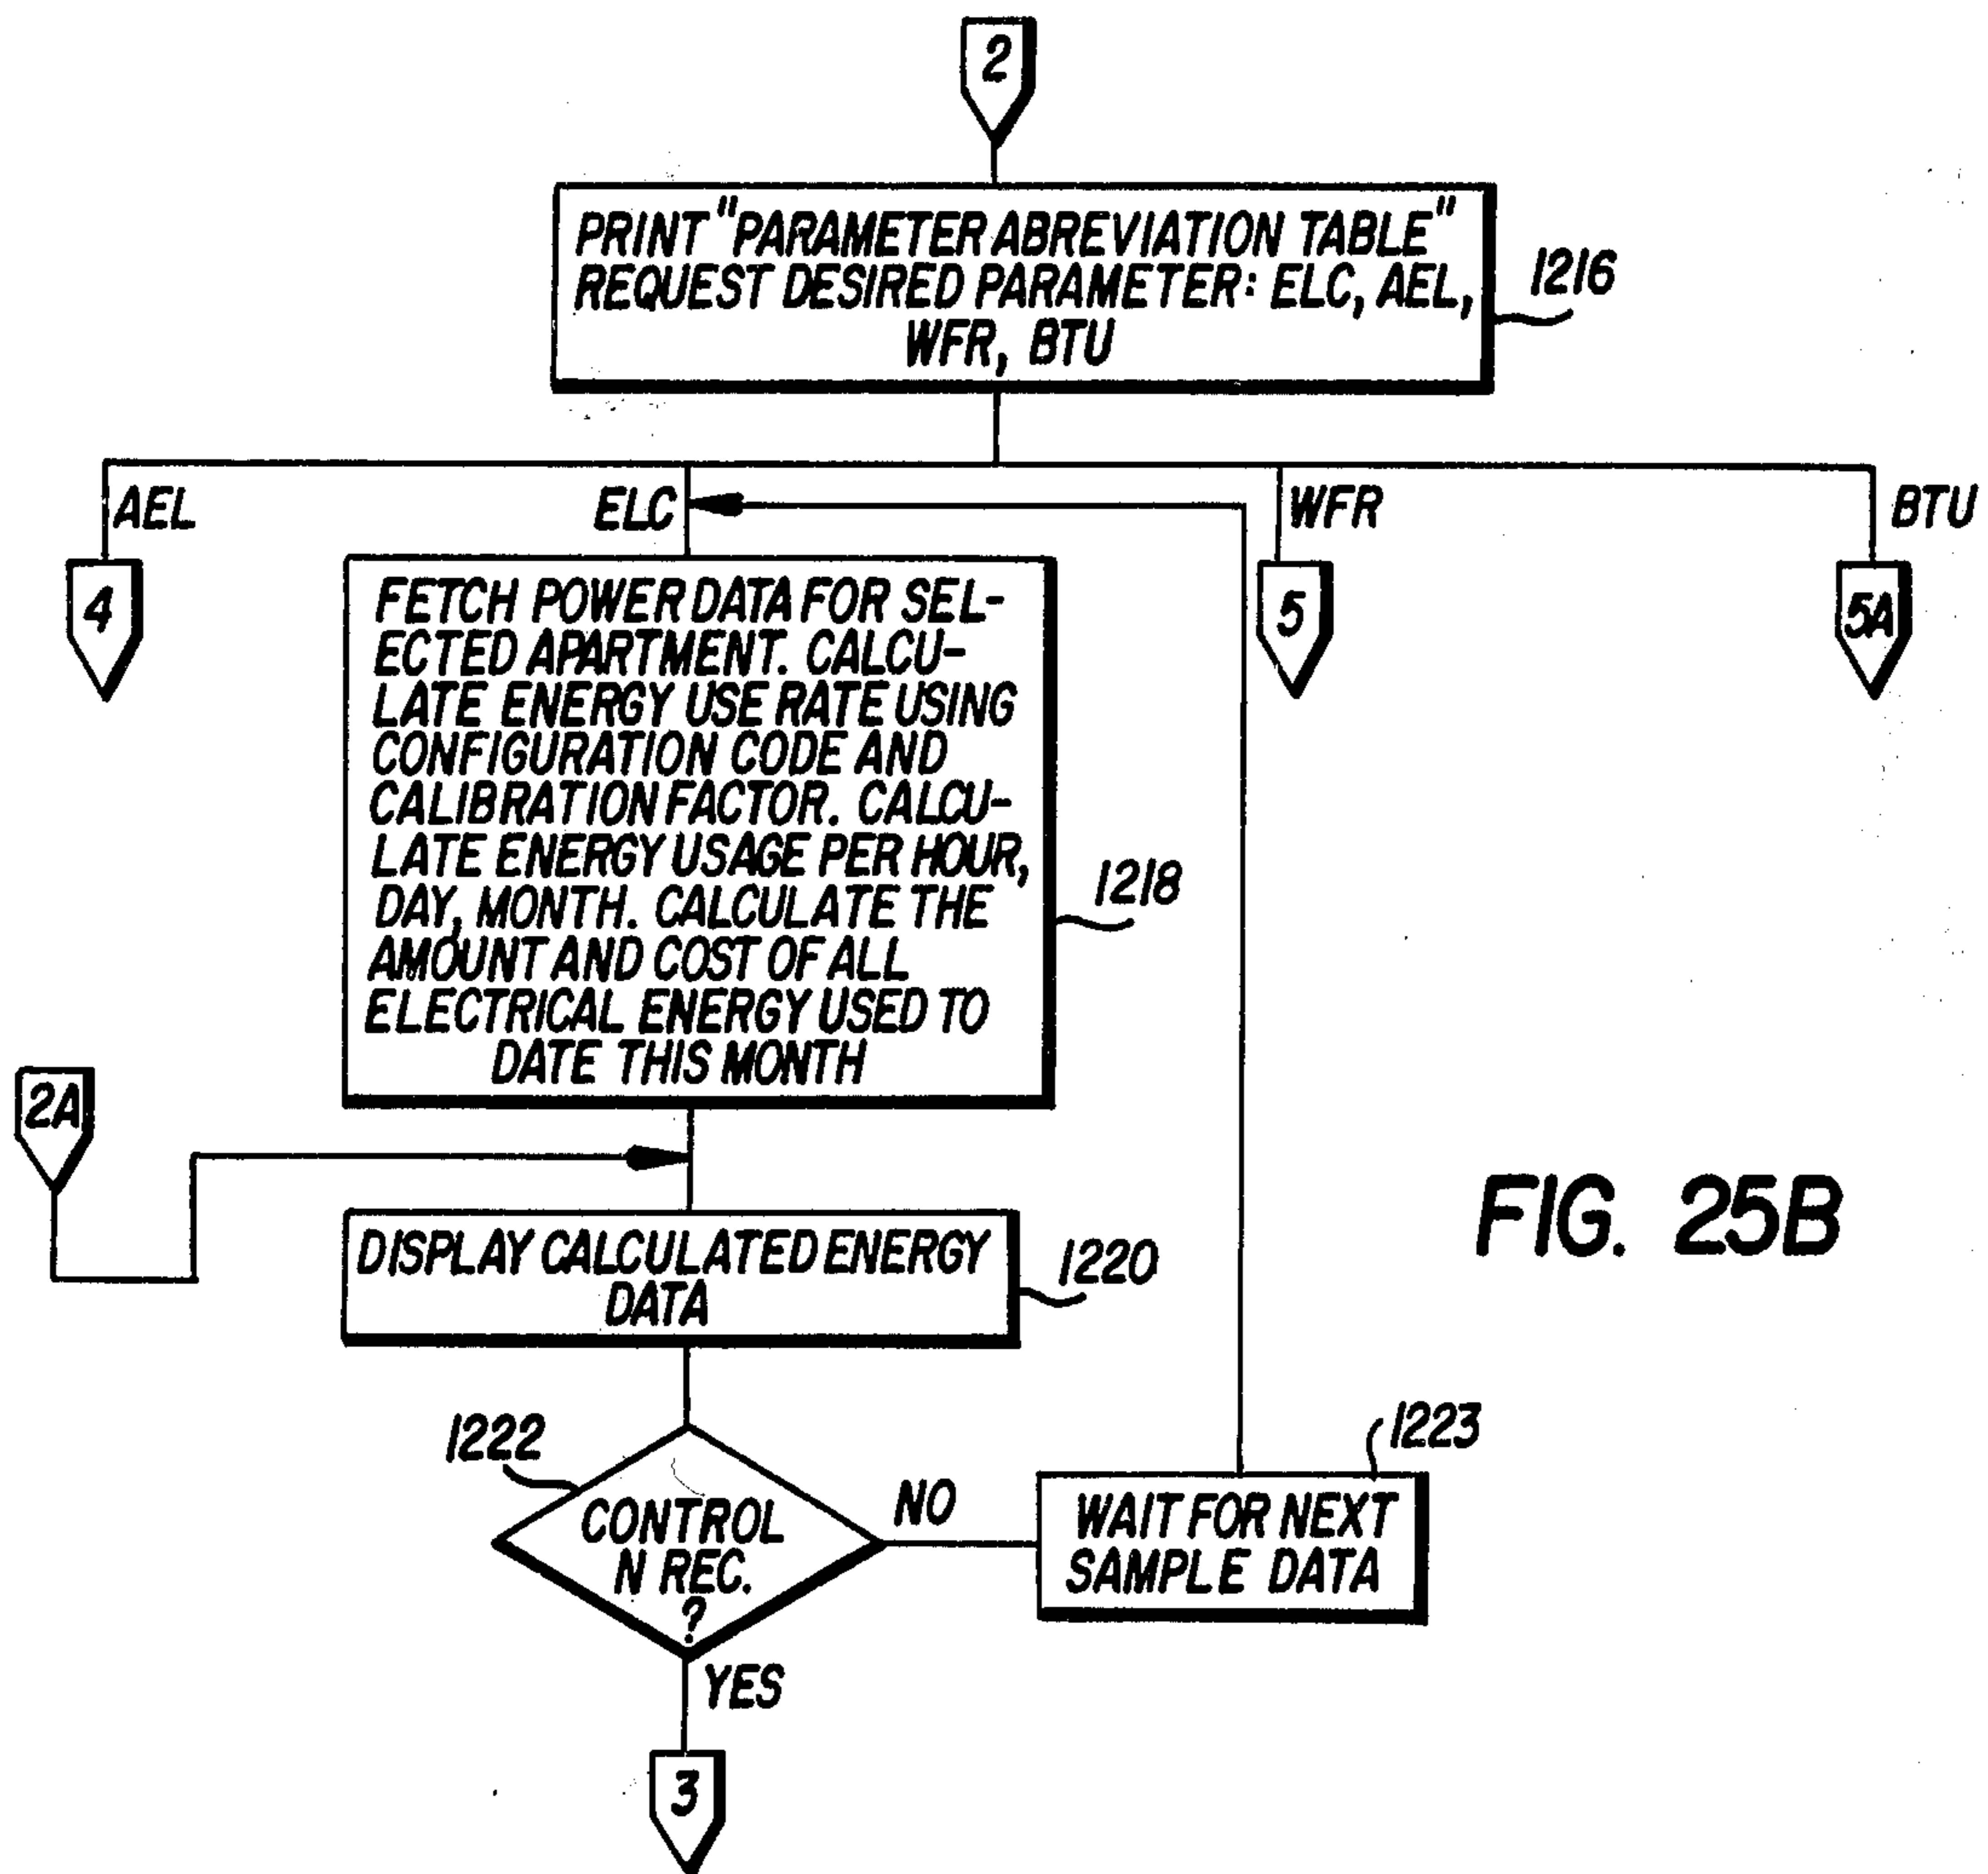 2
PRINT "PARAMETER ABREVIATION TABLE"
REQUEST DESIRED PARAMETER: ELC, AEL,
WFR, BTU
1216
AEL
ELC
WFR
BTU
4
5
5A
FETCH POWER DATA FOR SEL-
ECTED APARTMENT. CALCU-
LATE ENERGY USE RATE USING
CONFIGURATION CODE AND
CALIBRATION FACTOR. CALCU-
LATE ENERGY USAGE PER HOUR,
DAY, MONTH. CALCULATE THE
AMOUNT AND COST OF ALL
ELECTRICAL ENERGY USED TO
DATE THIS MONTH
1218
2A
DISPLAY CALCULATED ENERGY
DATA
1220
FIG. 25B
1222
CONTROL
N REC.
?
NO
1223
WAIT FOR NEXT
SAMPLE DATA
YES
3